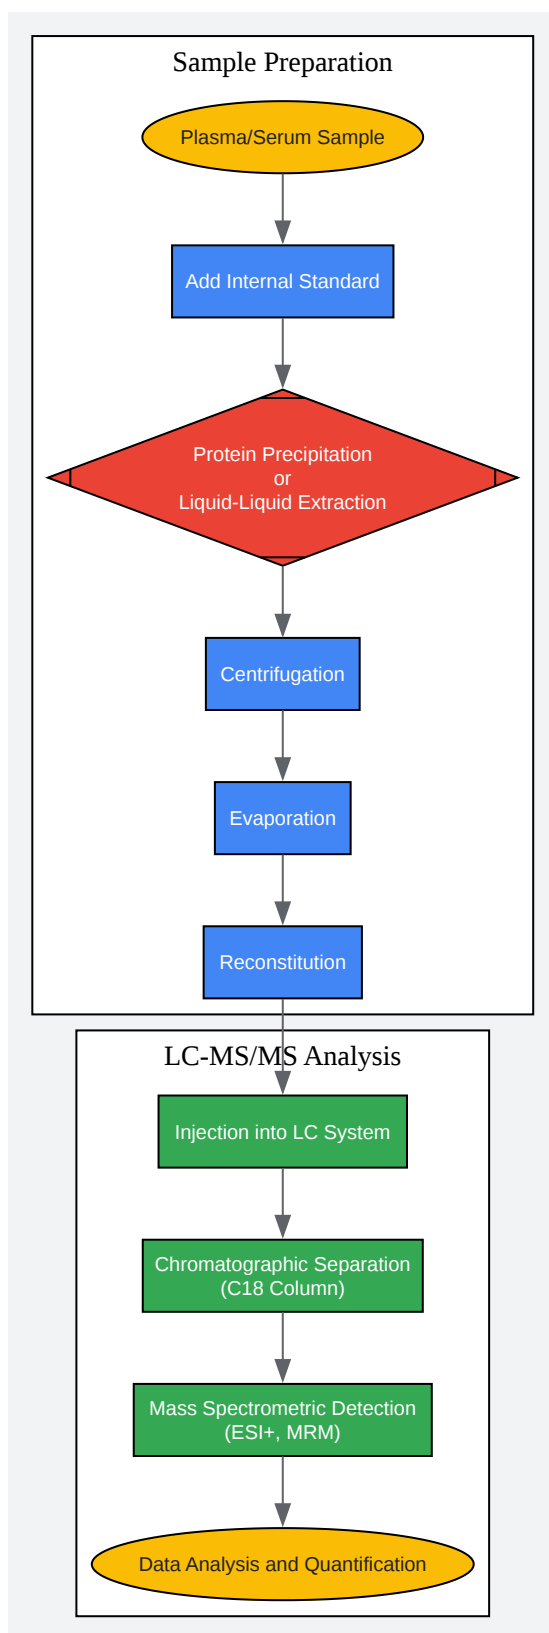 Sample Preparation
Plasma/Serum Sample
Add Internal Standard
Protein Precipitation
or
Liquid-Liquid Extraction
Centrifugation
Evaporation
Reconstitution
LC-MS/MS Analysis
Injection into LC System
Chromatographic Separation
(C18 Column)
Mass Spectrometric Detection
(ESI+, MRM)
Data Analysis and Quantification